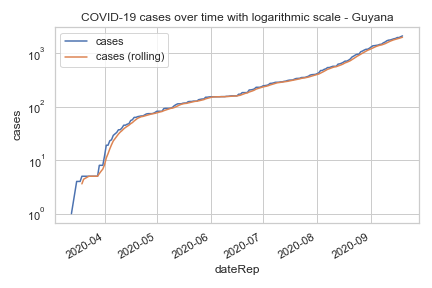 COVID-19 cases over time with logarithmic scale - Guyana
cases
cases (rolling)
10³
10²
10¹
10⁰
cases
2020-04
2020-05
2020-06
2020-07
2020-08
2020-09
dateRep